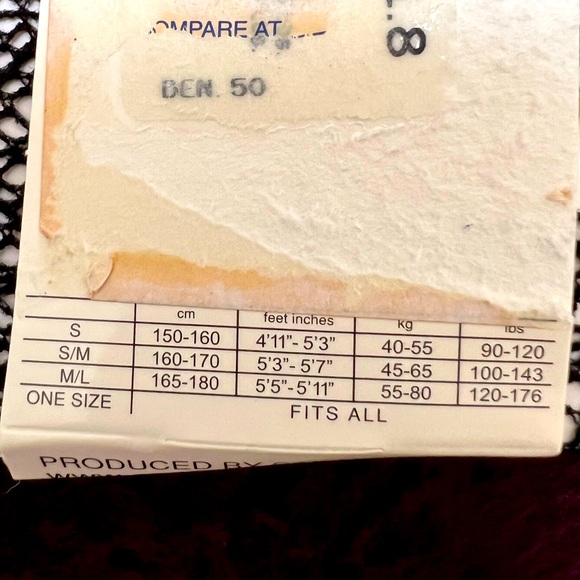 COMPARE AT
8
BEN. 50
cm feet inches kg lbs
S 150-160 4'11"- 5'3" 40-55 90-120
S/M 160-170 5'3"- 5'7" 45-65 100-143
M/L 165-180 5'5"- 5'11" 55-80 120-176
ONE SIZE FITS ALL
PRODUCED BY